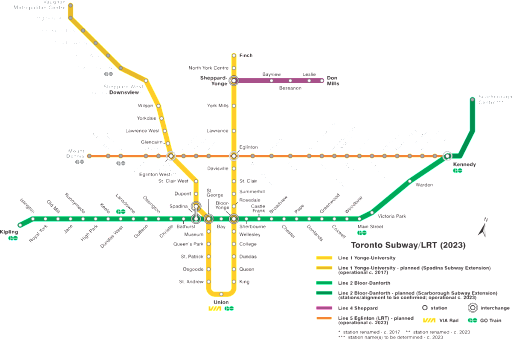 Metropolitan Centre
Finch
North York Centre
Sheppard-
Yonge
Bayview
Leslie
Bessarion
Don
Mills
Sheppard West
Downsview
Wilson
Yorkdale
Lawrence West
Glencairn
Eglinton West
St. Clair West
Dupont
Spadina
York Mills
Lawrence
Eglinton
Davisville
St. Clair
Summerhill
Rosedale
Mount
Dennis
Kennedy
Warden
Victoria Park
Main Street
Woodbine
Coxwell
Greenwood
Donlands
Pape
Chester
Broadview
Castle
Frank
Sherbourne
Bloor-
Yonge
Bay
St.
George
Bathurst
Christie
Ossington
Dufferin
Lansdowne
Dundas West
Keele
High Park
Runnymede
Jane
Old Mill
Royal York
Islington
Kipling
Museum
Queen's Park
St. Patrick
Osgoode
St. Andrew
Union
Wellesley
College
Dundas
Queen
King
N
Toronto Subway/LRT (2023)
Line 1 Yonge-University
Line 1 Yonge-University - planned (Spadina Subway Extension)
(operational c. 2017)
Line 2 Bloor-Danforth
Line 2 Bloor-Danforth - planned (Scarborough Subway Extension)
(stations/alignment to be confirmed; operational c. 2023)
Line 4 Sheppard
Line 5 Eglinton (LRT) - planned
(operational c. 2023)
station
interchange
VIA Rail
GO Train
* station renamed - c. 2017 ** station renamed - c. 2023
*** station name(s) to be determined - c. 2023